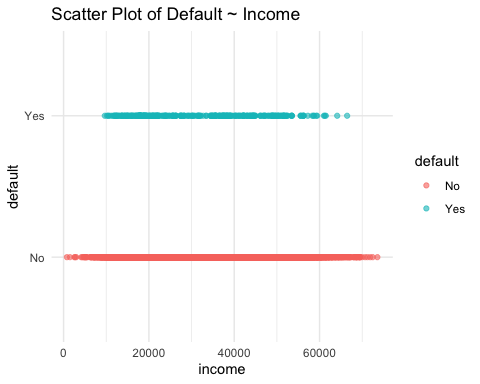 Scatter Plot of Default ~ Income
Yes
No
default
0 20000 40000 60000
income
default
No
Yes